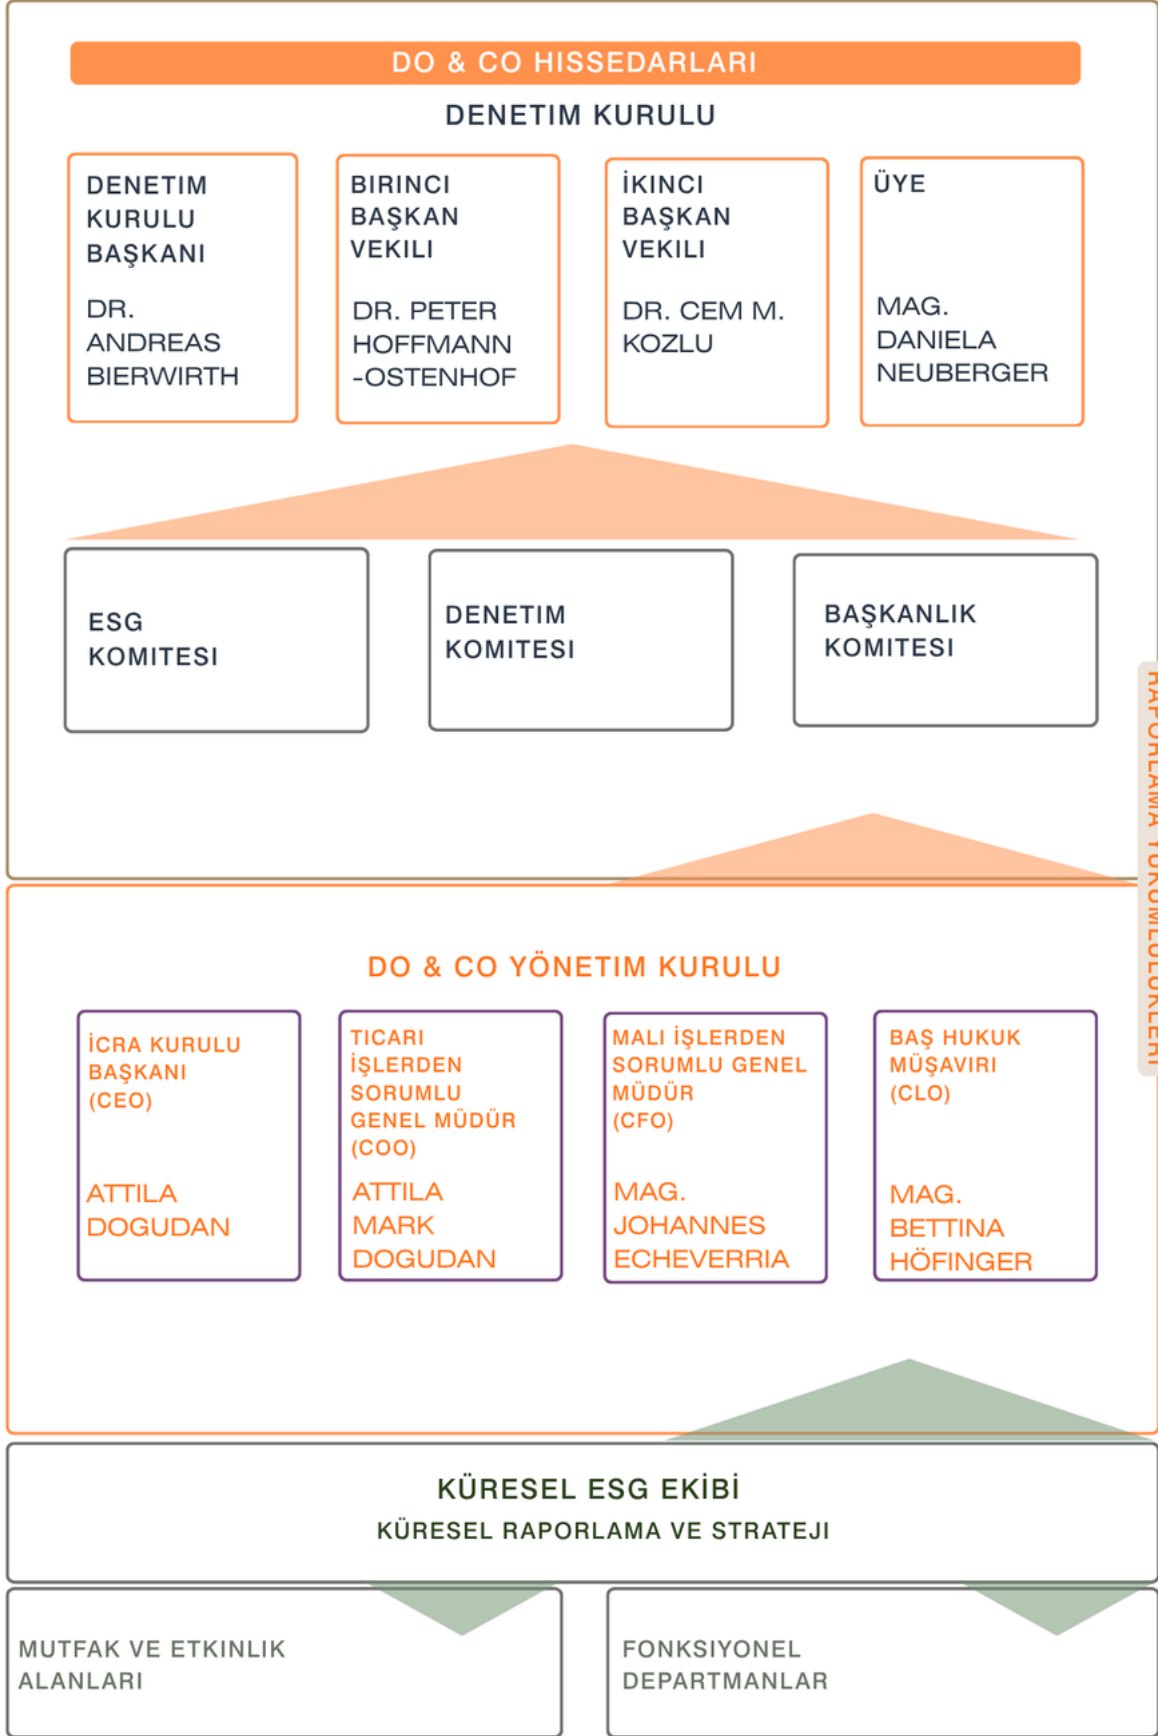 DO & CO HISSEDARLARI
DENETIM KURULU
DENETIM
KURULU
BAŞKANI
DR.
ANDREAS
BIERWIRTH
BIRINCI
BAŞKAN
VEKILI
DR. PETER
HOFFMANN
-OSTENHOF
İKINCI
BAŞKAN
VEKILI
DR. CEM M.
KOZLU
ÜYE
MAG.
DANIELA
NEUBERGER
ESG
KOMITESI
DENETIM
KOMITESI
BAŞKANLIK
KOMITESI
RAPORLAMA YÜKÜMLÜLÜKLERI
DO & CO YÖNETIM KURULU
İCRA KURULU
BAŞKANI
(CEO)
ATTILA
DOGUDAN
TICARI
İŞLERDEN
SORUMLU
GENEL MÜDÜR
(COO)
ATTILA
MARK
DOGUDAN
MALI İŞLERDEN
SORUMLU GENEL
MÜDÜR
(CFO)
MAG.
JOHANNES
ECHEVERRIA
BAŞ HUKUK
MÜŞAVIRI
(CLO)
MAG.
BETTINA
HÖFINGER
KÜRESEL ESG EKİBİ
KÜRESEL RAPORLAMA VE STRATEJI
MUTFAK VE ETKINLIK
ALANLARI
FONKSIYONEL
DEPARTMANLAR